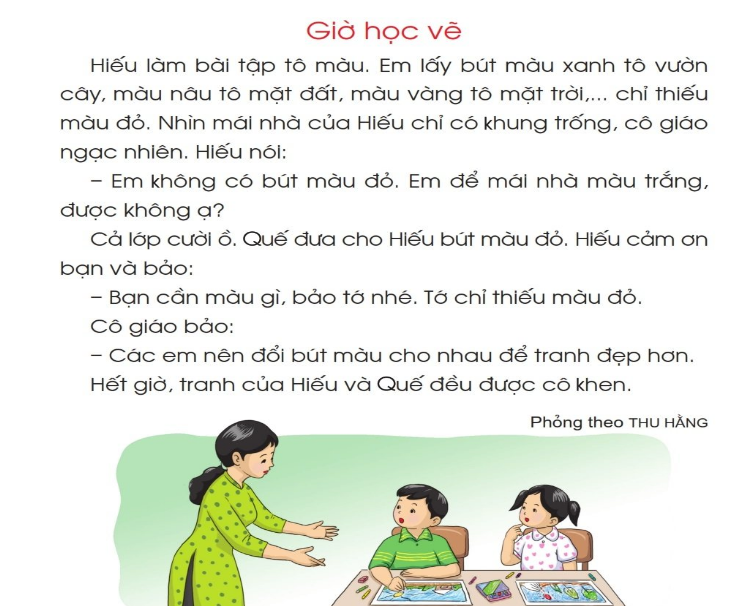 Giờ học vẽ
Hiếu làm bài tập tô màu. Em lấy bút màu xanh tô vườn
cây, màu nâu tô mặt đất, màu vàng tô mặt trời,... chỉ thiếu
màu đỏ. Nhìn mái nhà của Hiếu chỉ có khung trống, cô giáo
ngạc nhiên. Hiếu nói:
– Em không có bút màu đỏ. Em để mái nhà màu trắng,
được không ạ?
Cả lớp cười ồ. Quế đưa cho Hiếu bút màu đỏ. Hiếu cảm ơn
bạn và bảo:
– Bạn cần màu gì, bảo tớ nhé. Tớ chỉ thiếu màu đỏ.
Cô giáo bảo:
– Các em nên đổi bút màu cho nhau để tranh đẹp hơn.
Hết giờ, tranh của Hiếu và Quế đều được cô khen.
Phỏng theo THU HẰNG